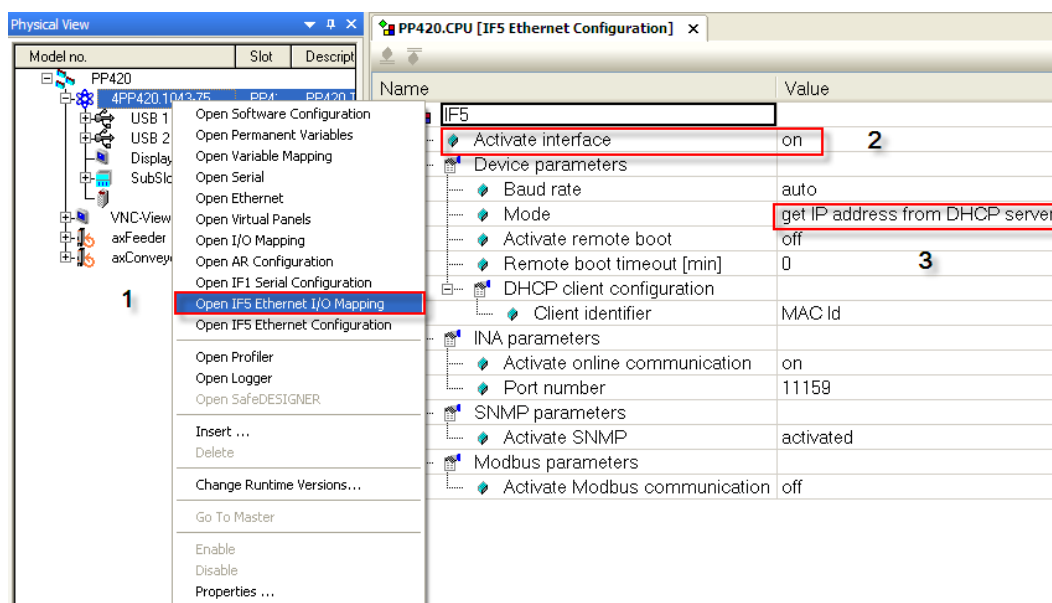 Physical View
Model no. Slot Descript
PP420
4PP420.1043-75 PP4' PP420 T
USB 1
USB 2
Display
SubSlo
VNC-View
axFeeder
axConveye
1
Open Software Configuration
Open Permanent Variables
Open Variable Mapping
Open Serial
Open Ethernet
Open Virtual Panels
Open I/O Mapping
Open AR Configuration
Open IF1 Serial Configuration
Open IF5 Ethernet I/O Mapping
Open IF5 Ethernet Configuration
Open Profiler
Open Logger
Open SafeDESIGNER
Insert ...
Delete
Change Runtime Versions...
Go To Master
Enable
Disable
Properties ...
PP420.CPU [IF5 Ethernet Configuration] X
Name Value
IF5
Activate interface on 2
Device parameters
Baud rate auto
Mode get IP address from DHCP server
Activate remote boot off
Remote boot timeout [min] 0 3
DHCP client configuration
Client identifier MAC Id
INA parameters
Activate online communication on
Port number 11159
SNMP parameters
Activate SNMP activated
Modbus parameters
Activate Modbus communication off